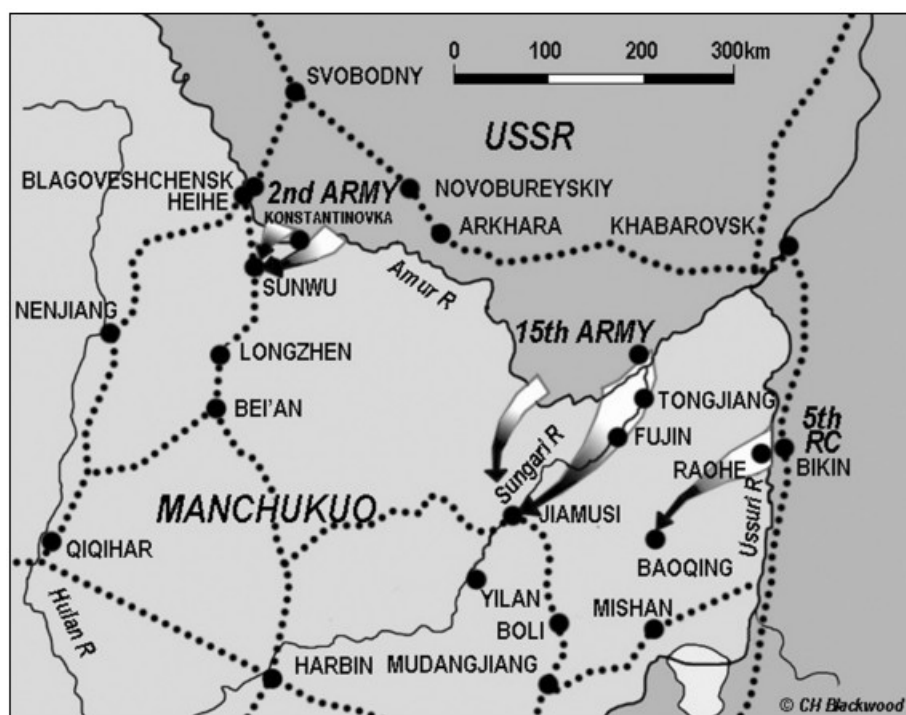 0 100 200 300km
SVOBODNY
USSR
BLAGOVESHCHENSK
HEIHE
2nd ARMY
KONSTANTINOVKA
NOVOBUREYSKIY
ARKHARA
KHABAROVSK
SUNWU
Amur R
NENJIANG
LONGZHEN
15th ARMY
BEI'AN
TONGJIANG
FUJIN
5th
RC
BIKIN
RAOHE
Sungari R
Ussuri R
MANCHUKUO
JIAMUSI
QIQIHAR
BAOQING
YILAN
MISHAN
BOLI
Hulan R
HARBIN
MUDANGJIANG
© CH Blackwood